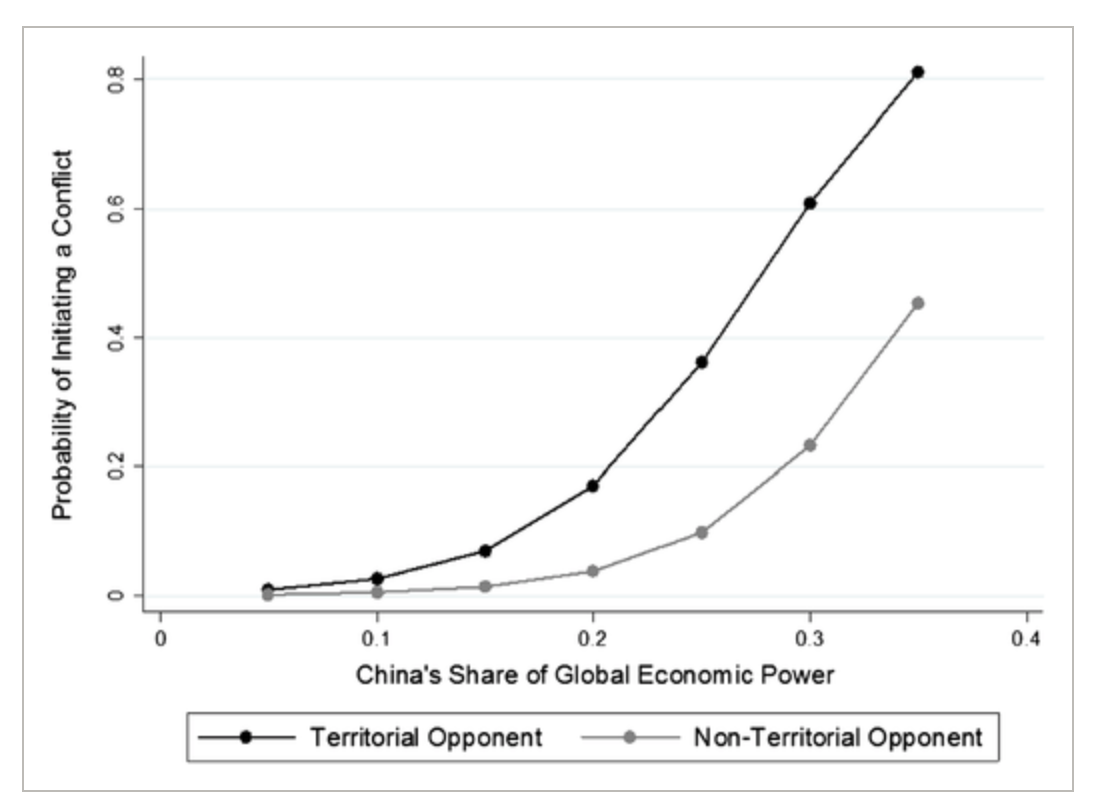 Probability of Initiating a Conflict
0.8
0.6
0.4
0.2
0
0 0.1 0.2 0.3 0.4
China's Share of Global Economic Power
Territorial Opponent Non-Territorial Opponent